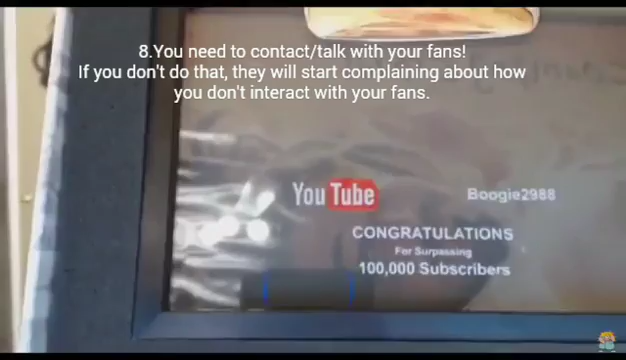 8.You need to contact/talk with your fans!
If you don't do that, they will start complaining about how
you don't interact with your fans.
YouTube
Boogie2988
CONGRATULATIONS
For Surpassing
100,000 Subscribers